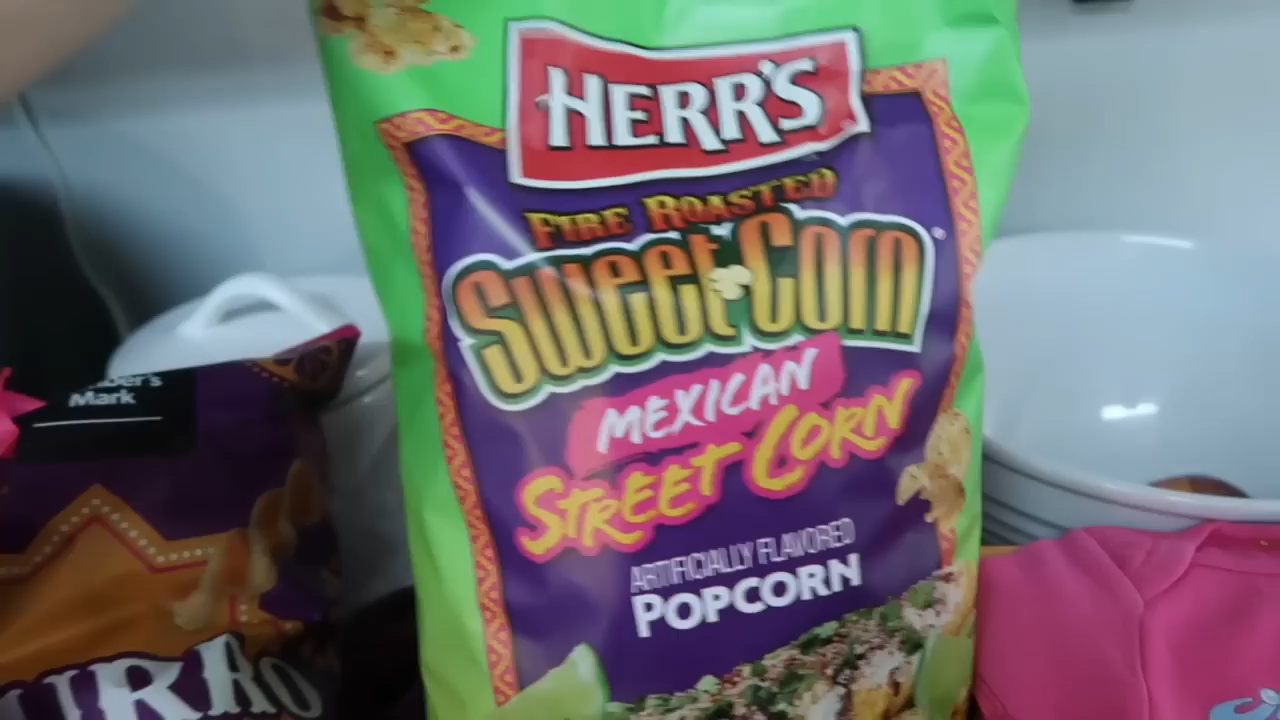 HERR'S
FIRE ROASTED
Sweet Corn
MEXICAN
STREET CORN
ARTIFICIALLY FLAVORED
POPCORN
Mark